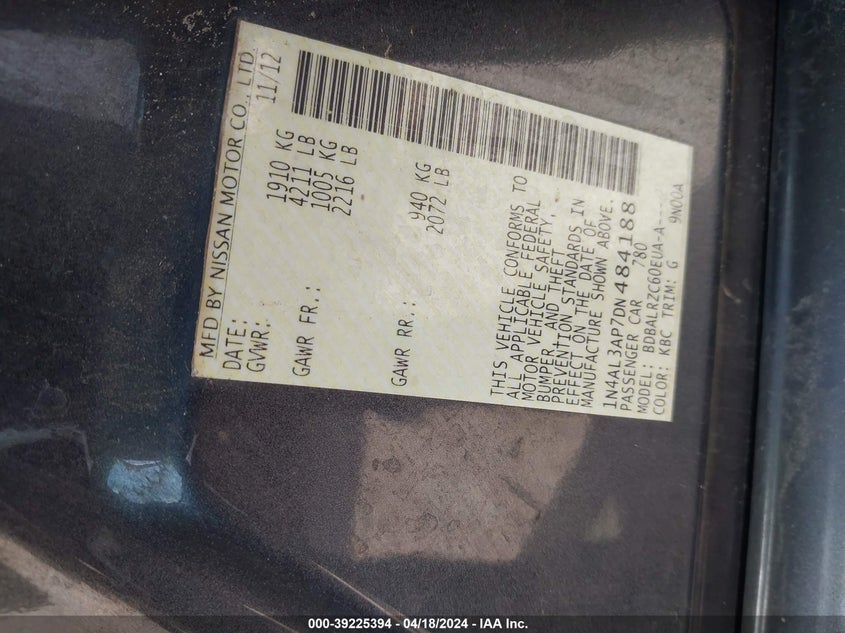 MFD BY NISSAN MOTOR CO., LTD.
DATE: 11/12
GVWR: 1910 KG
4211 LB
GAWR FR.: 1005 KG
2216 LB
GAWR RR.: 940 KG
2072 LB
THIS VEHICLE CONFORMS TO
ALL APPLICABLE FEDERAL
MOTOR VEHICLE SAFETY,
BUMPER, AND THEFT
PREVENTION STANDARDS IN
EFFECT ON THE DATE OF
MANUFACTURE SHOWN ABOVE.
1N4AL3AP7DN484188
PASSENGER CAR 780
MODEL: BDBALRZC60EUA-A----
COLOR: KBC TRIM: G 9N00A
000-39225394 - 04/18/2024 - IAA Inc.